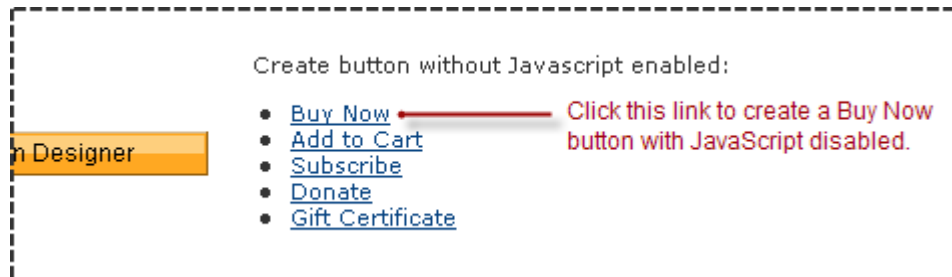 Create button without Javascript enabled:
Buy Now
Click this link to create a Buy Now
button with JavaScript disabled.
Add to Cart
Subscribe
Donate
Gift Certificate
n Designer